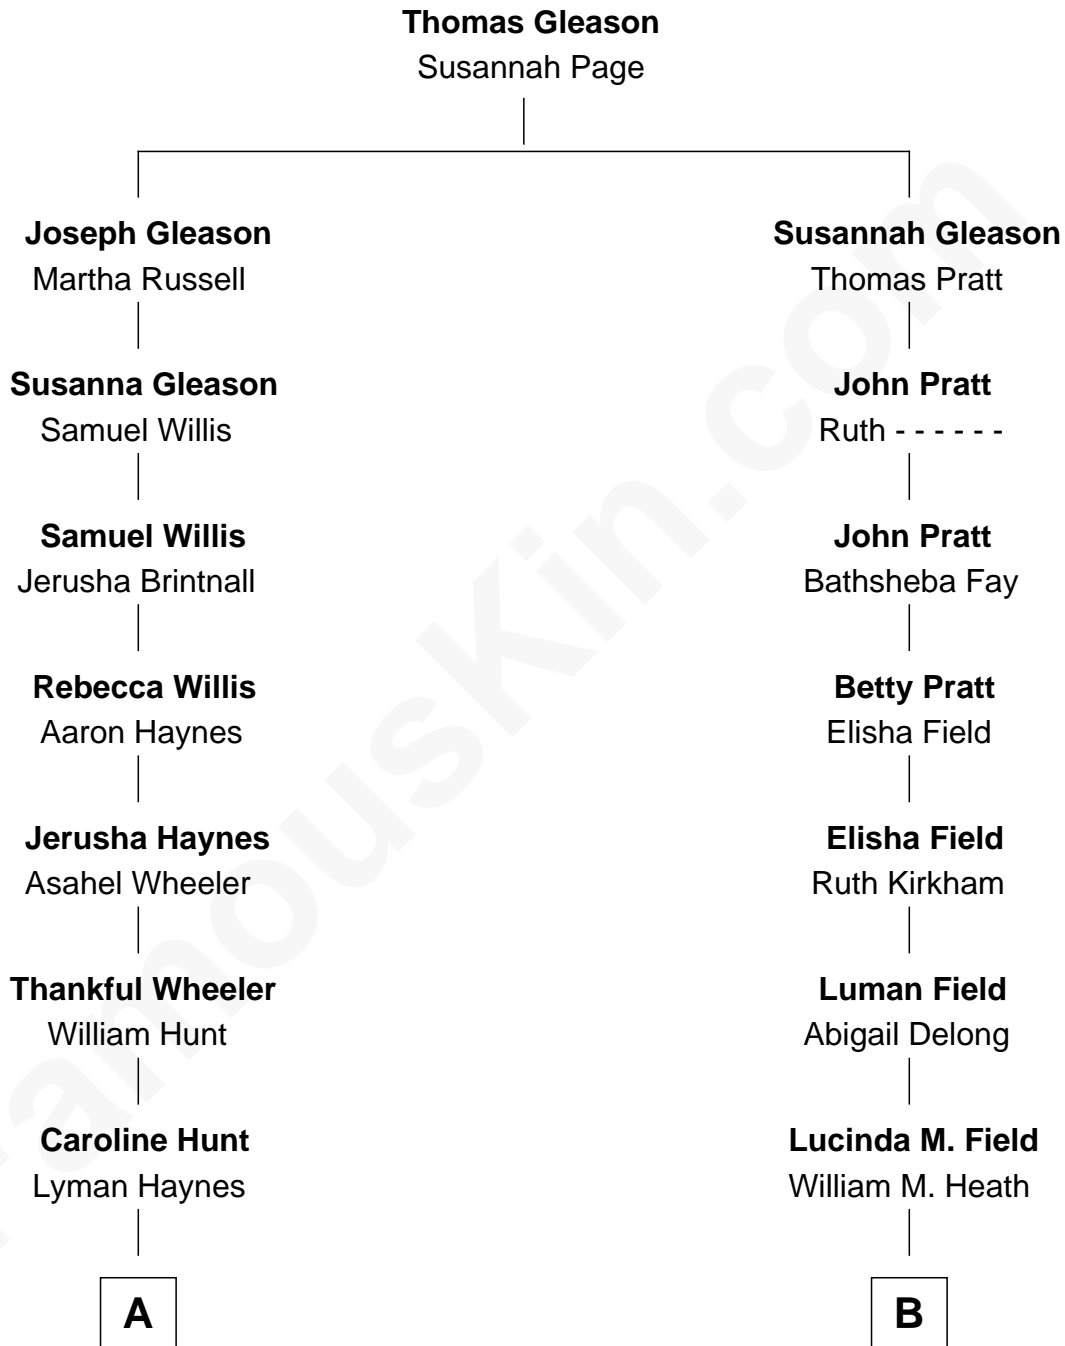 Thomas Gleason
Susannah Page
Joseph Gleason
Martha Russell
Susannah Gleason
Thomas Pratt
Susanna Gleason
Samuel Willis
John Pratt
Ruth - - - - - -
Samuel Willis
Jerusha Brintnall
John Pratt
Bathsheba Fay
Rebecca Willis
Aaron Haynes
Betty Pratt
Elisha Field
Jerusha Haynes
Asahel Wheeler
Elisha Field
Ruth Kirkham
Thankful Wheeler
William Hunt
Luman Field
Abigail Delong
Caroline Hunt
Lyman Haynes
Lucinda M. Field
William M. Heath
A
B
FamousKin.com